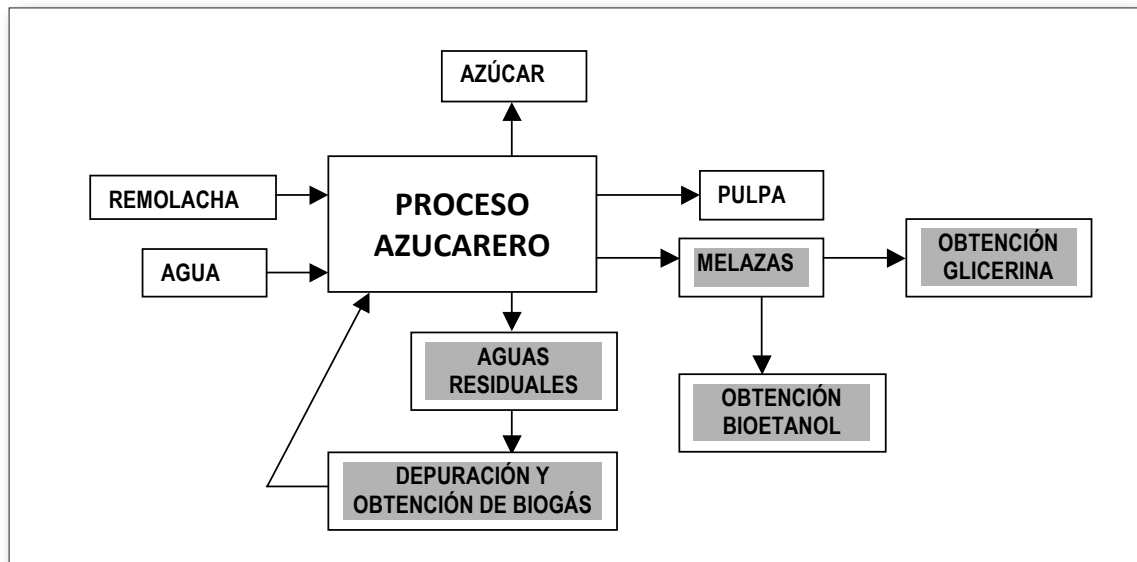 AZÚCAR
REMOLACHA
PROCESO
AZUCARERO
PULPA
AGUA
MELAZAS
OBTENCIÓN
GLICERINA
AGUAS
RESIDUALES
OBTENCIÓN
BIOETANOL
DEPURACIÓN Y
OBTENCIÓN DE BIOGÁS